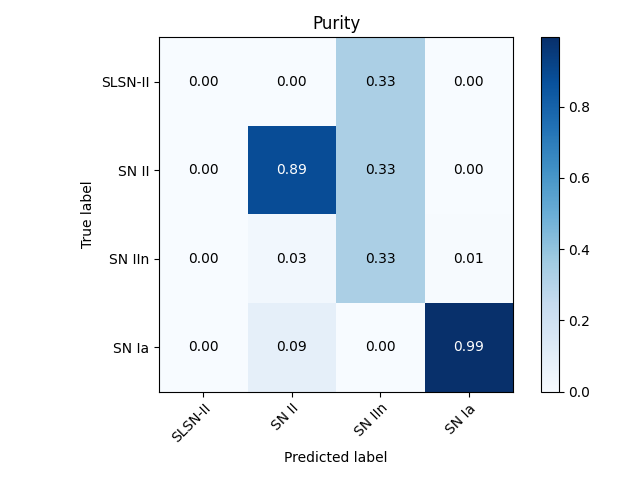 Purity
SLSN-II 0.00 0.00 0.33 0.00
SN II 0.00 0.89 0.33 0.00
SN IIn 0.00 0.03 0.33 0.01
SN Ia 0.00 0.09 0.00 0.99
True label
SLSN-II SN II SN IIn SN Ia
Predicted label
0.8
0.6
0.4
0.2
0.0